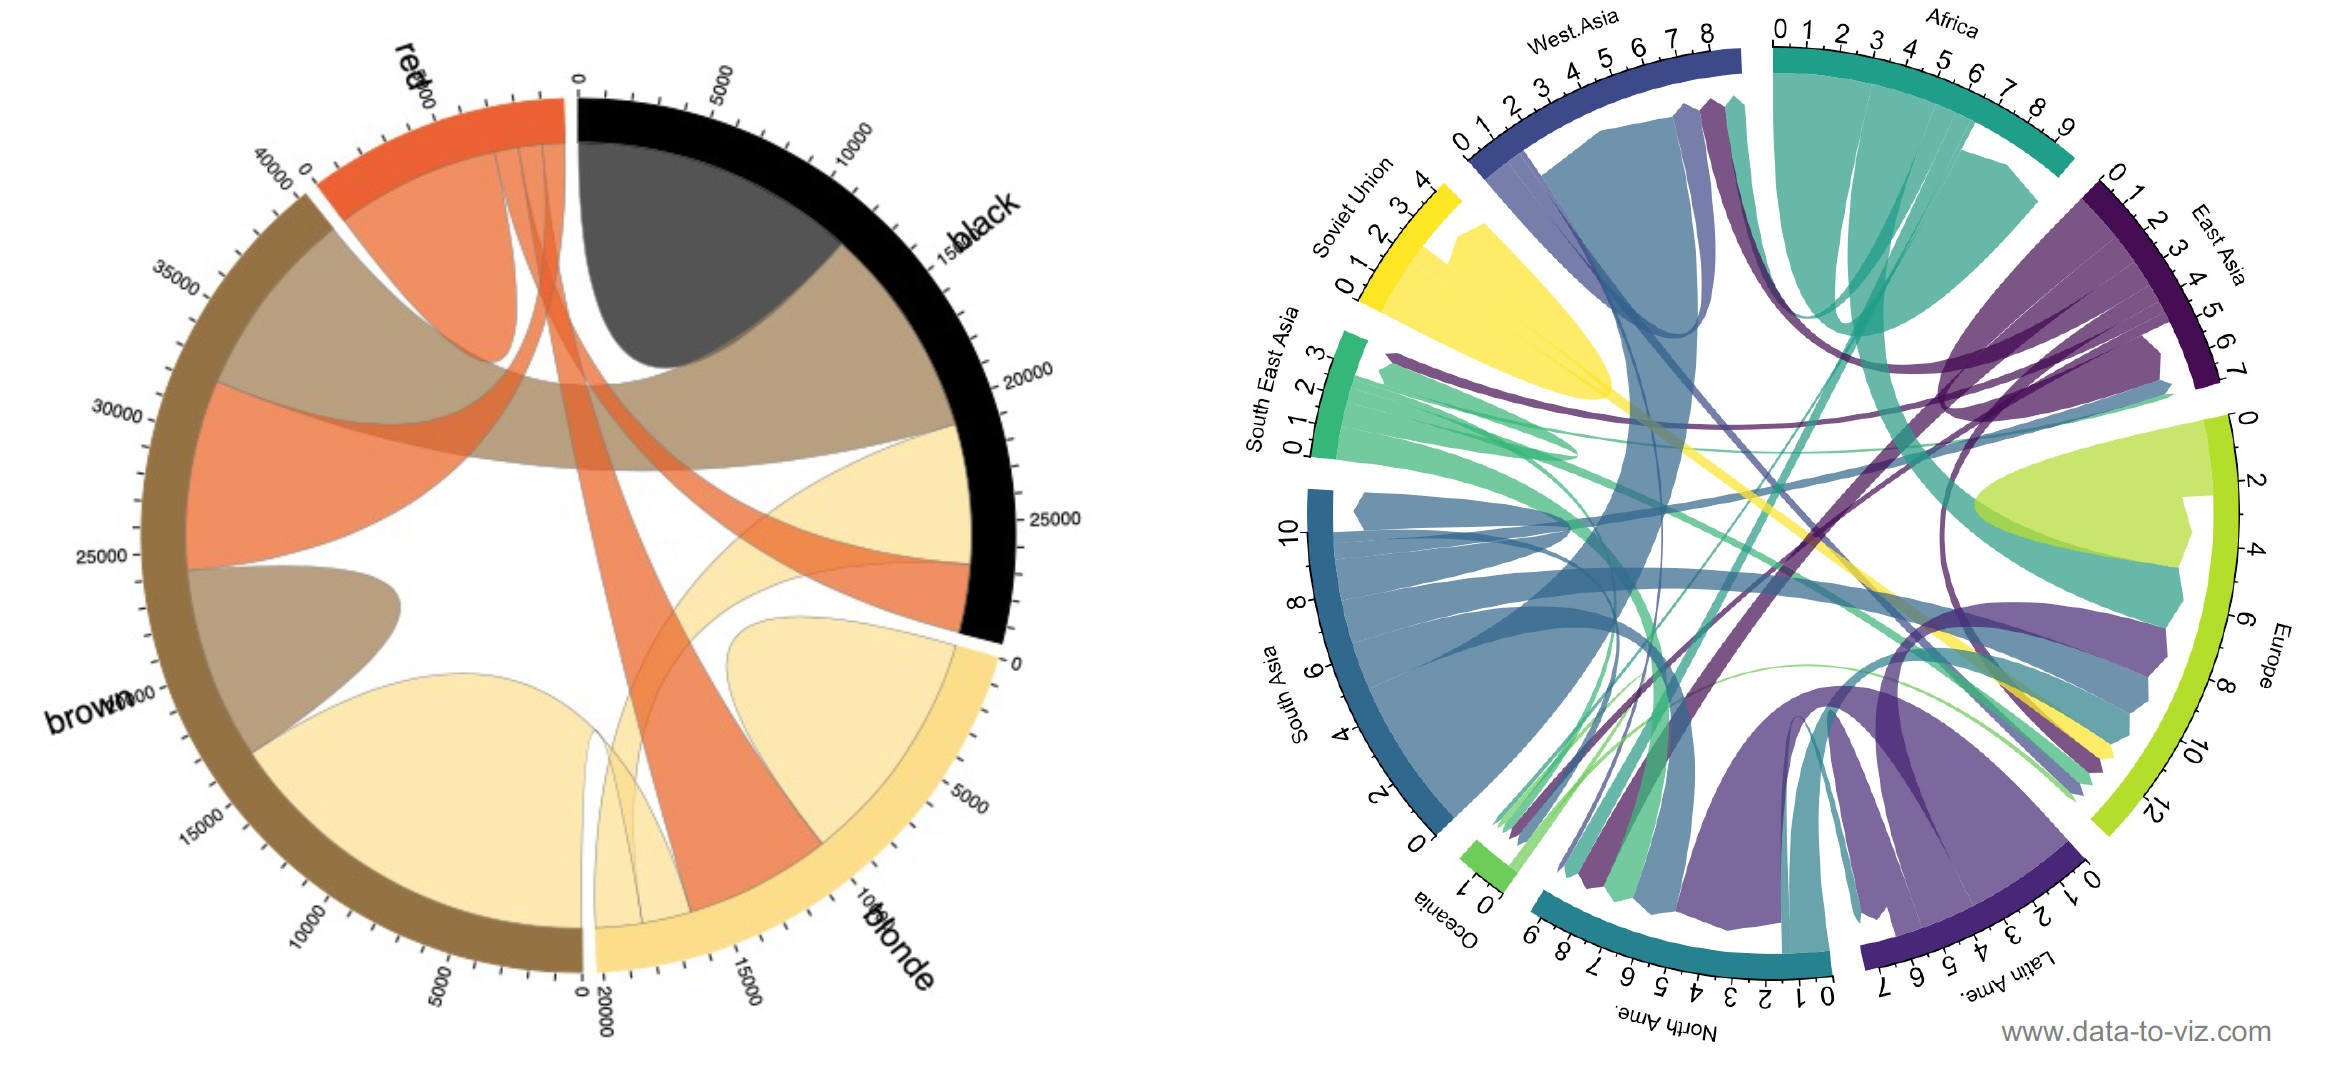 red
5000
0
0
5000
10000
black
15000
20000
25000
0
5000
10000
blonde
15000
20000
0
5000
10000
15000
brown
20000
25000
30000
35000
40000
West.Asia
0 1 2 3 4 5 6 7 8
Africa
0 1 2 3 4 5 6 7 8 9
East Asia
0 1 2 3 4 5 6 7
Europe
0 2 4 6 8 10 12
Latin Ame.
0 1 2 3 4 5 6 7
North Ame.
0 1 2 3 4 5 6 7 8 9
Oceania
0 1
South Asia
0 2 4 6 8 10
South East Asia
0 1 2 3
Soviet Union
0 1 2 3 4
www.data-to-viz.com